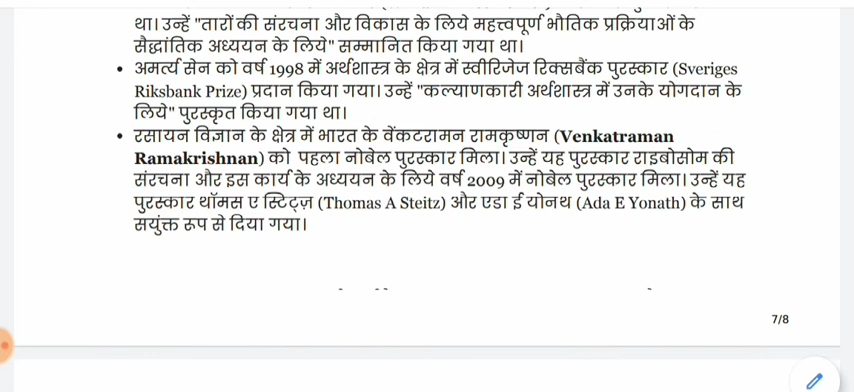 था। उन्हें "तारों की संरचना और विकास के लिये महत्त्वपूर्ण भौतिक प्रक्रियाओं के
सैद्धांतिक अध्ययन के लिये" सम्मानित किया गया था।
• अमर्त्य सेन को वर्ष 1998 में अर्थशास्त्र के क्षेत्र में स्वीरिजेज रिक्सबैंक पुरस्कार (Sveriges
Riksbank Prize) प्रदान किया गया। उन्हें "कल्याणकारी अर्थशास्त्र में उनके योगदान के
लिये" पुरस्कृत किया गया था।
• रसायन विज्ञान के क्षेत्र में भारत के वेंकटरामन रामकृष्णन (Venkatraman
Ramakrishnan) को पहला नोबेल पुरस्कार मिला। उन्हें यह पुरस्कार राइबोसोम की
संरचना और इस कार्य के अध्ययन के लिये वर्ष 2009 में नोबेल पुरस्कार मिला। उन्हें यह
पुरस्कार थॉमस ए स्टिट्ज़ (Thomas A Steitz) और एडा ई योनथ (Ada E Yonath) के साथ
सयुंक्त रूप से दिया गया।
7/8